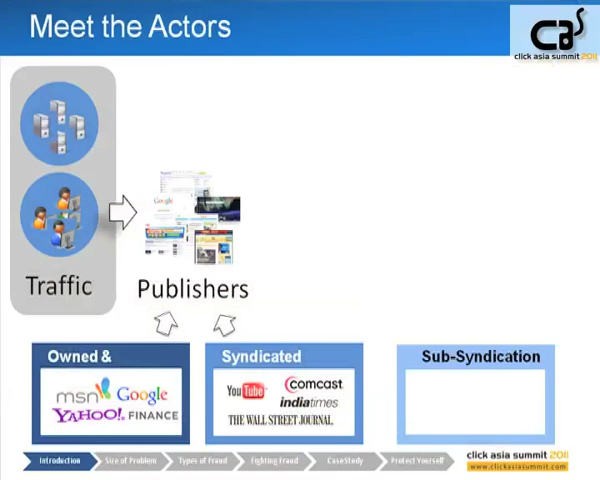 Meet the Actors
cas
click asia summit 2011
Google
Traffic
Publishers
Owned &
Syndicated
Sub-Syndication
msn Google
YAHOO! FINANCE
YouTube comcast
indiatimes
THE WALL STREET JOURNAL.
Introduction
Size of Problem
Types of Fraud
Fighting Fraud
Case Study
Protect Yourself
click asia summit 2011
www.clickasiasummit.com